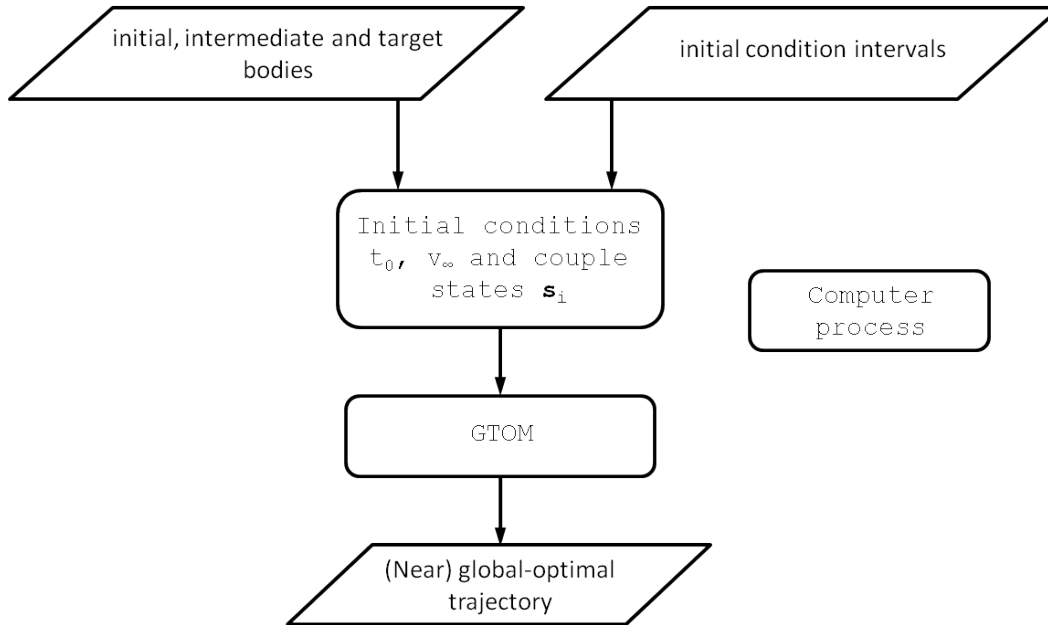 initial, intermediate and target
bodies
initial condition intervals
Initial conditions
t₀, v∞ and couple
states sᵢ
Computer
process
GTOM
(Near) global-optimal
trajectory